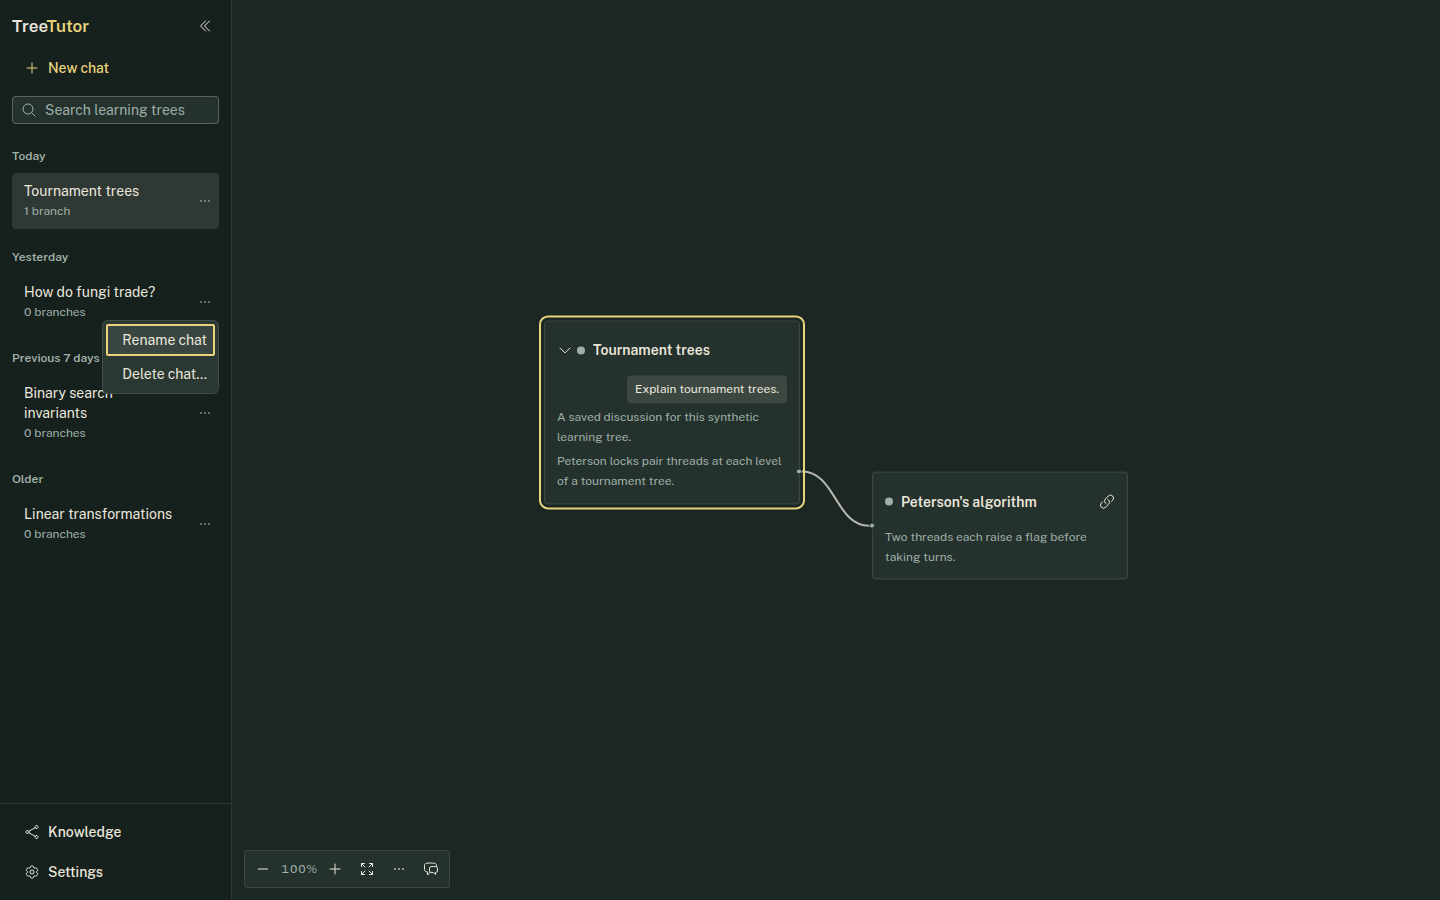 TreeTutor
New chat
Search learning trees
Today
Tournament trees
1 branch
Yesterday
How do fungi trade?
0 branches
Rename chat
Previous 7 days
Delete chat...
Binary search
invariants
0 branches
Older
Linear transformations
0 branches
Knowledge
Settings
Tournament trees
Explain tournament trees.
A saved discussion for this synthetic
learning tree.
Peterson locks pair threads at each level
of a tournament tree.
Peterson's algorithm
Two threads each raise a flag before
taking turns.
100%